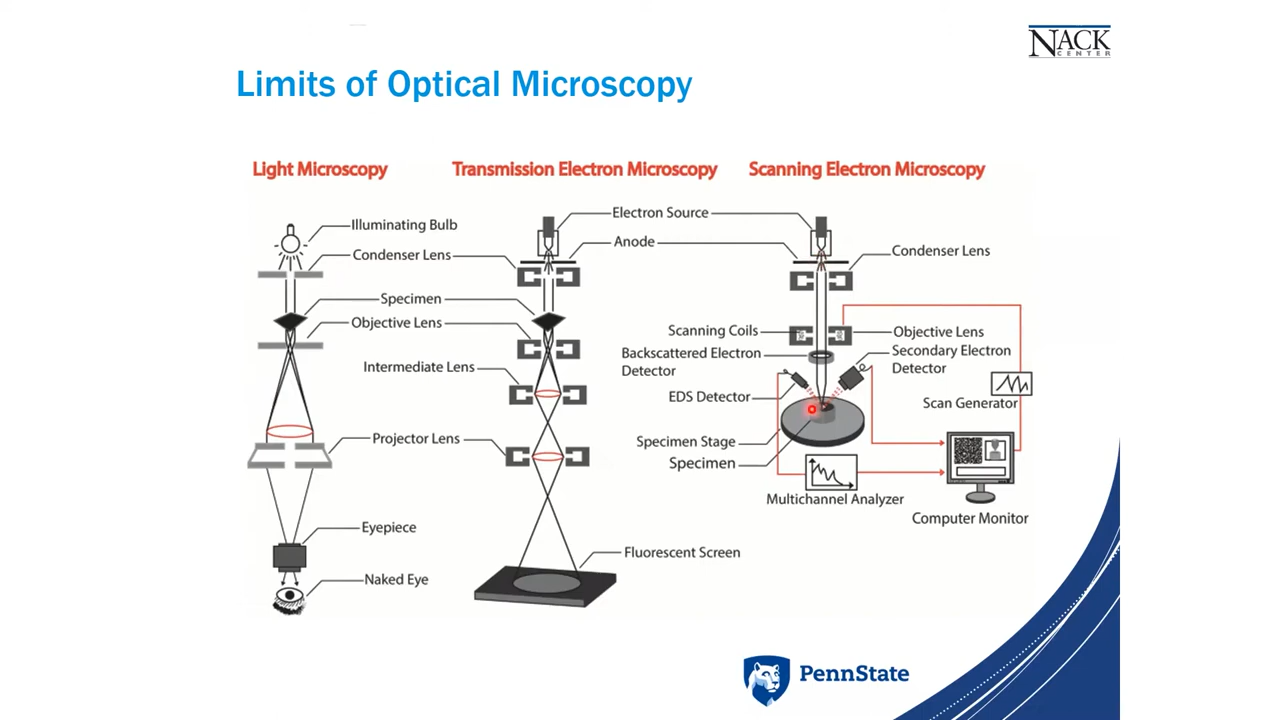 NACK
CENTER
Limits of Optical Microscopy
Light Microscopy
Transmission Electron Microscopy
Scanning Electron Microscopy
Illuminating Bulb
Condenser Lens
Specimen
Objective Lens
Intermediate Lens
Projector Lens
Eyepiece
Naked Eye
Electron Source
Anode
Fluorescent Screen
Condenser Lens
Scanning Coils
Objective Lens
Backscattered Electron
Detector
Secondary Electron
Detector
EDS Detector
Scan Generator
Specimen Stage
Specimen
Multichannel Analyzer
Computer Monitor
PennState